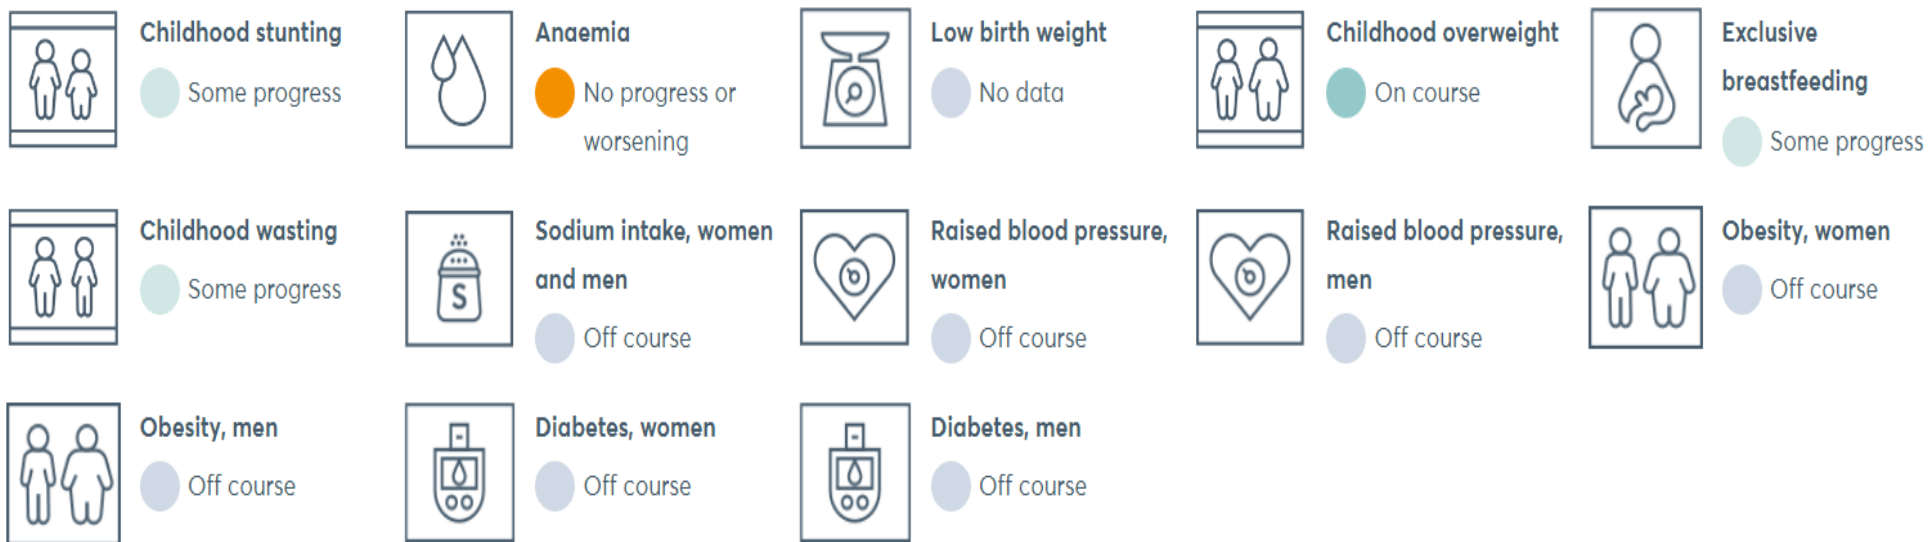 Childhood stunting
Some progress
Anaemia
No progress or
worsening
Low birth weight
No data
Childhood overweight
On course
Exclusive
breastfeeding
Some progress
Childhood wasting
Some progress
Sodium intake, women
and men
S
Off course
Raised blood pressure,
women
Off course
Raised blood pressure,
men
Off course
Obesity, women
Off course
Obesity, men
Off course
Diabetes, women
Off course
Diabetes, men
Off course